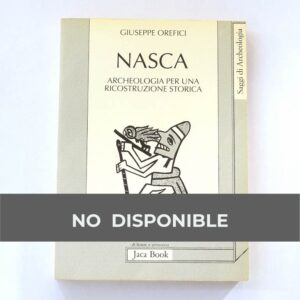 GIUSEPPE OREFICI
NASCA
ARCHEOLOGIA PER UNA
RICOSTRUZIONE STORICA
Saggi di Archeologia
NO DISPONIBLE
Jaca Book